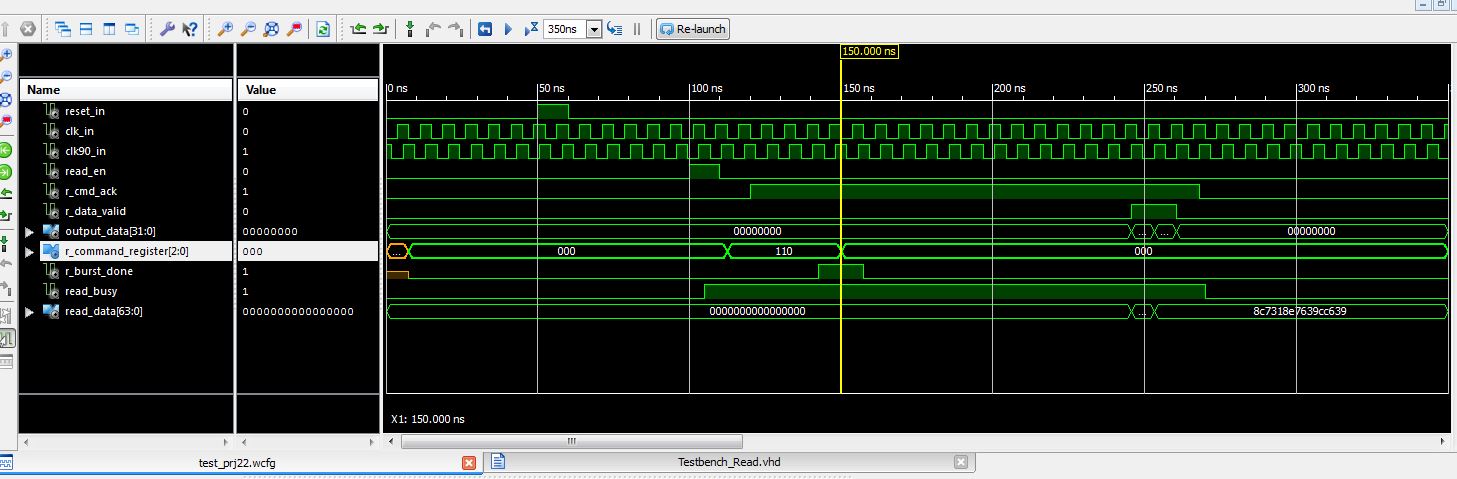 350ns Re-launch
150.000 ns
Name Value
0 ns 50 ns 100 ns 150 ns 200 ns 250 ns 300 ns
reset_in 0
clk_in 0
clk90_in 1
read_en 0
r_cmd_ack 1
r_data_valid 0
output_data[31:0] 00000000 00000000 ... ... 00000000
r_command_register[2:0] 000 ... 000 110 000
r_burst_done 1
read_busy 1
read_data[63:0] 0000000000000000 0000000000000000 ... 8c7318e7639cc639
X1: 150.000 ns
test_prj22.wcfg Testbench_Read.vhd